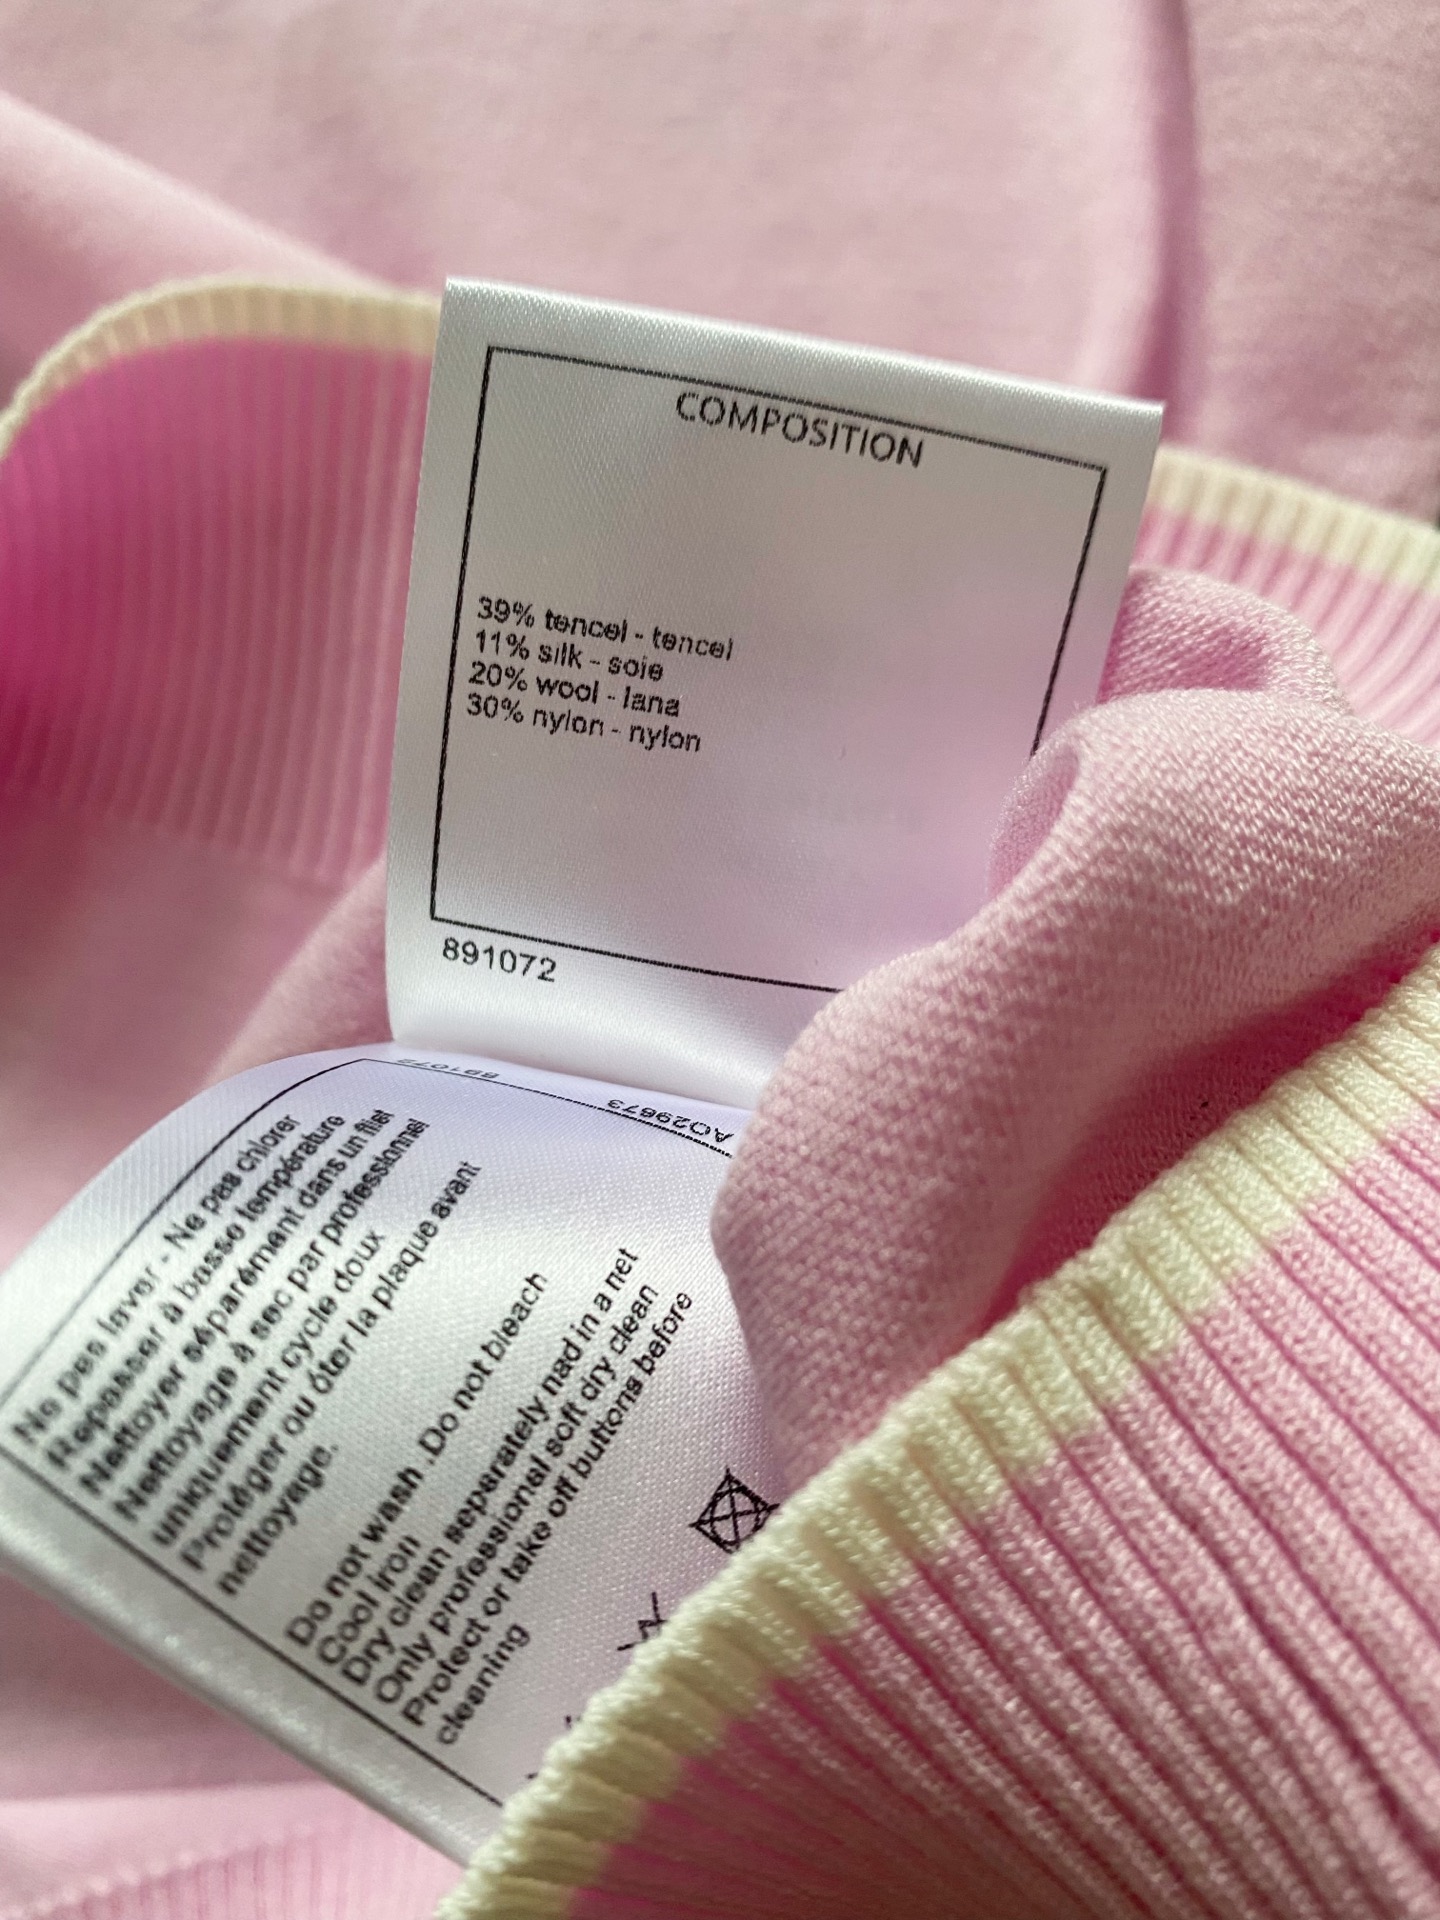 COMPOSITION
39% tencel - tencel
11% silk - soie
20% wool - lana
30% nylon - nylon
891072
891072
AO29673
Ne pas laver - Ne pas chlorer
Repasser à basse température
Nettoyer séparément dans un filet
Nettoyage à sec par professionnel
uniquement cycle doux
Protéger ou ôter la plaque avant
nettoyage.
Do not wash .Do not bleach
Cool iron
Dry clean separately nad in a net
Only professional soft dry clean
Protect or take off buttons before
cleaning